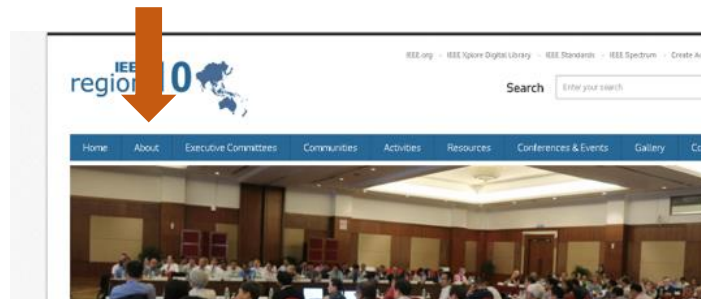 IEEE.org - IEEE Xplore Digital Library - IEEE Standards - IEEE Spectrum - Create
IEE
region 10
Search Enter your search
Home About Executive Committees Communities Activities Resources Conferences & Events Gallery